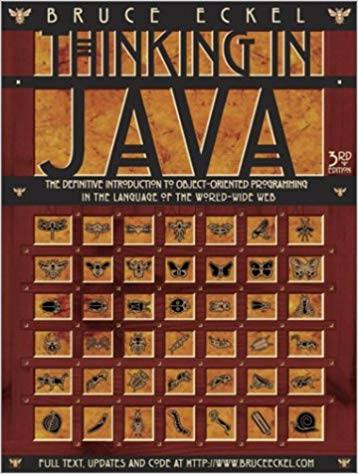 BRUCE ECKEL
THINKING IN
JAVA
3RD
EDITION
THE DEFINITIVE INTRODUCTION TO OBJECT-ORIENTED PROGRAMMING
IN THE LANGUAGE OF THE WORLD-WIDE WEB
FULL TEXT, UPDATES AND CODE AT HTTP://WWW.BRUCEECKEL.COM